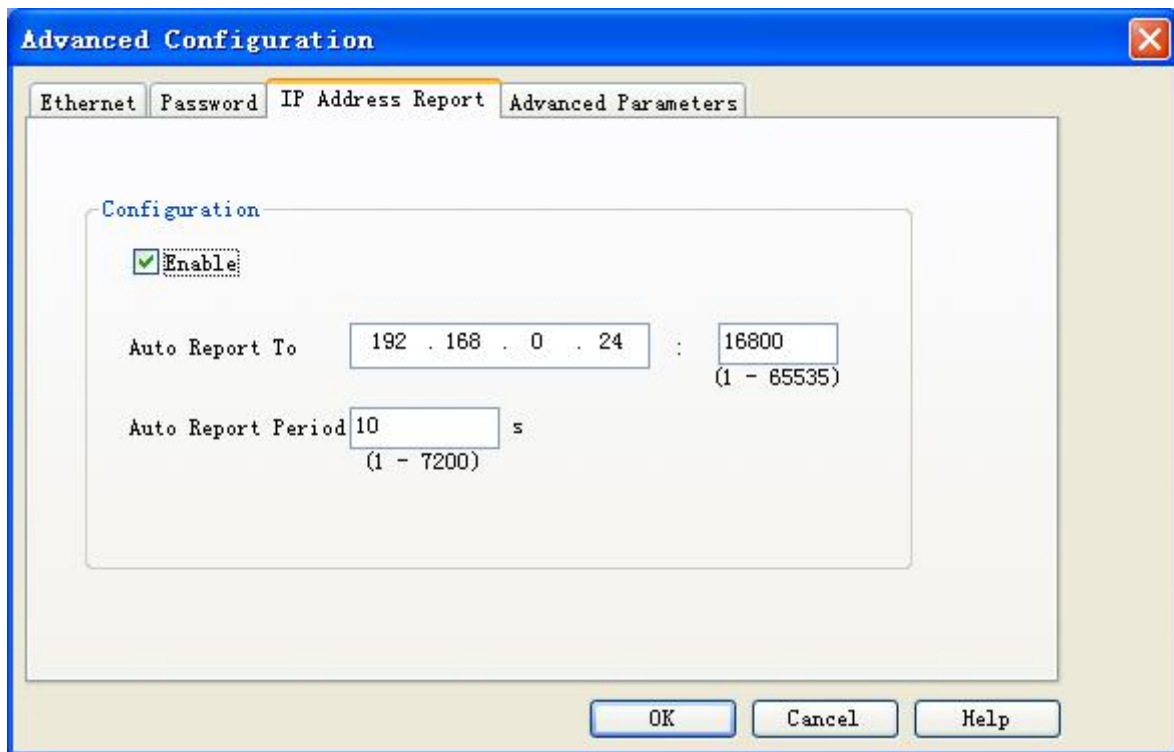 Advanced Configuration
Ethernet Password IP Address Report Advanced Parameters
Configuration
Enable
Auto Report To 192 . 168 . 0 . 24 : 16800
(1 - 65535)
Auto Report Period 10 s
(1 - 7200)
OK Cancel Help